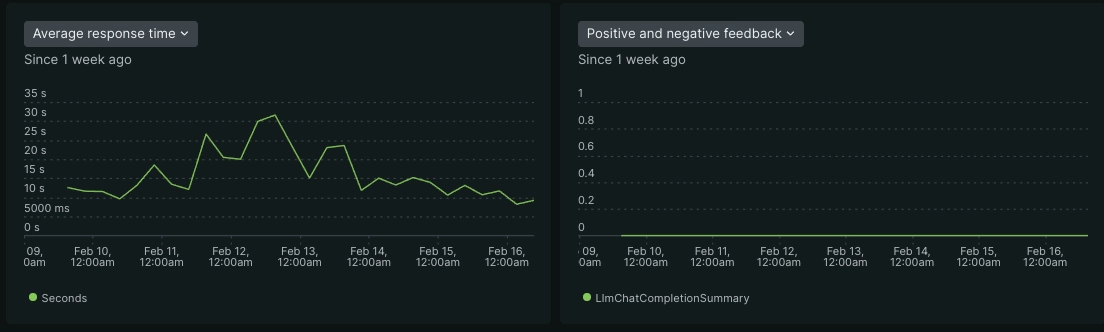 Average response time
Since 1 week ago
35 s
30 s
25 s
20 s
15 s
10 s
5000 ms
0 s
09, Feb 10, Feb 11, Feb 12, Feb 13, Feb 14, Feb 15, Feb 16,
0am 12:00am 12:00am 12:00am 12:00am 12:00am 12:00am 12:00am
Seconds
Positive and negative feedback
Since 1 week ago
1
0.8
0.6
0.4
0.2
0
09, Feb 10, Feb 11, Feb 12, Feb 13, Feb 14, Feb 15, Feb 16,
0am 12:00am 12:00am 12:00am 12:00am 12:00am 12:00am 12:00am
LlmChatCompletionSummary